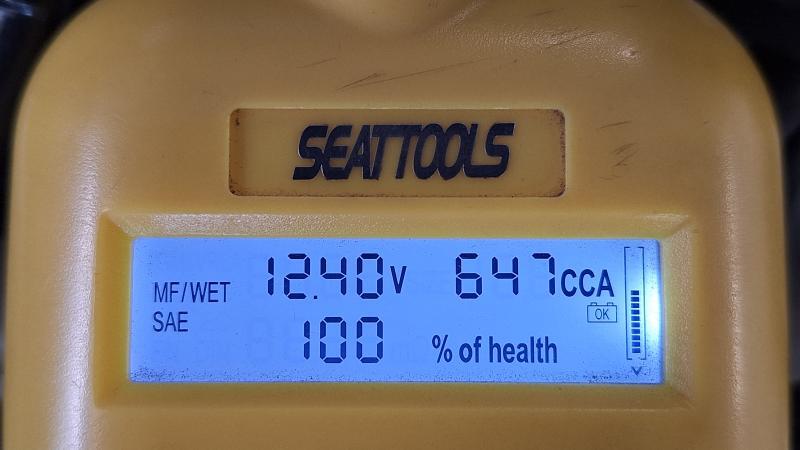 SEATTOOLS
MF/WET 12.40V 647CCA
SAE OK
100 % of health